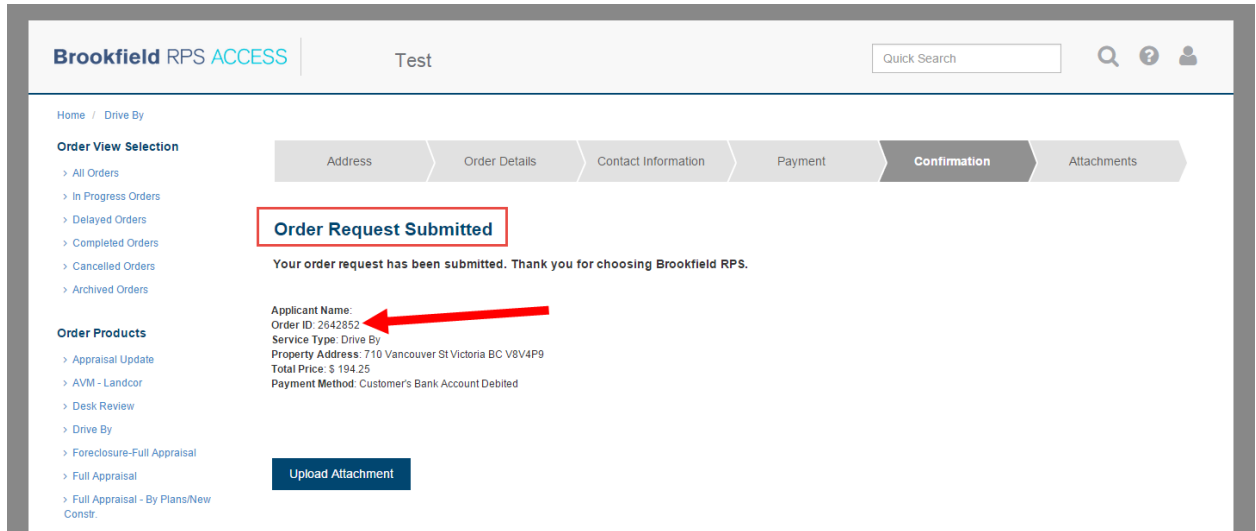 Brookfield RPS ACCESS
Test
Quick Search
Home / Drive By
Order View Selection
> All Orders
> In Progress Orders
> Delayed Orders
> Completed Orders
> Cancelled Orders
> Archived Orders
Order Products
> Appraisal Update
> AVM - Landcor
> Desk Review
> Drive By
> Foreclosure-Full Appraisal
> Full Appraisal
> Full Appraisal - By Plans/New
Constr.
Address
Order Details
Contact Information
Payment
Confirmation
Attachments
Order Request Submitted
Your order request has been submitted. Thank you for choosing Brookfield RPS.
Applicant Name:
Order ID: 2642852
Service Type: Drive By
Property Address: 710 Vancouver St Victoria BC V8V4P9
Total Price: $ 194.25
Payment Method: Customer's Bank Account Debited
Upload Attachment